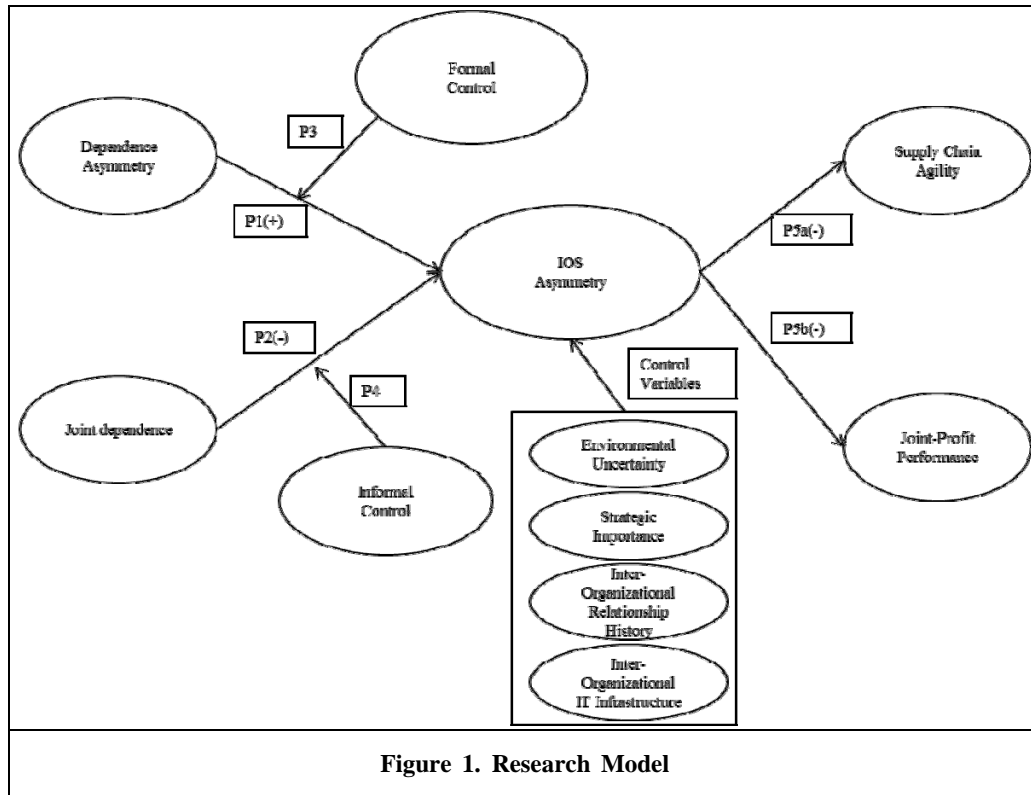 Formal
Control
P3
Dependence
Asymmetry
Supply Chain
Agility
P1(+)
P5a(-)
IOS
Asymmetry
P2(-)
P5b(-)
Control
Variables
P4
Joint dependence
Environmental
Uncertainty
Joint-Profit
Performance
Informal
Control
Strategic
Importance
Inter-
Organizational
Relationship
History
Inter-
Organizational
IT Infrastructure
Figure 1. Research Model